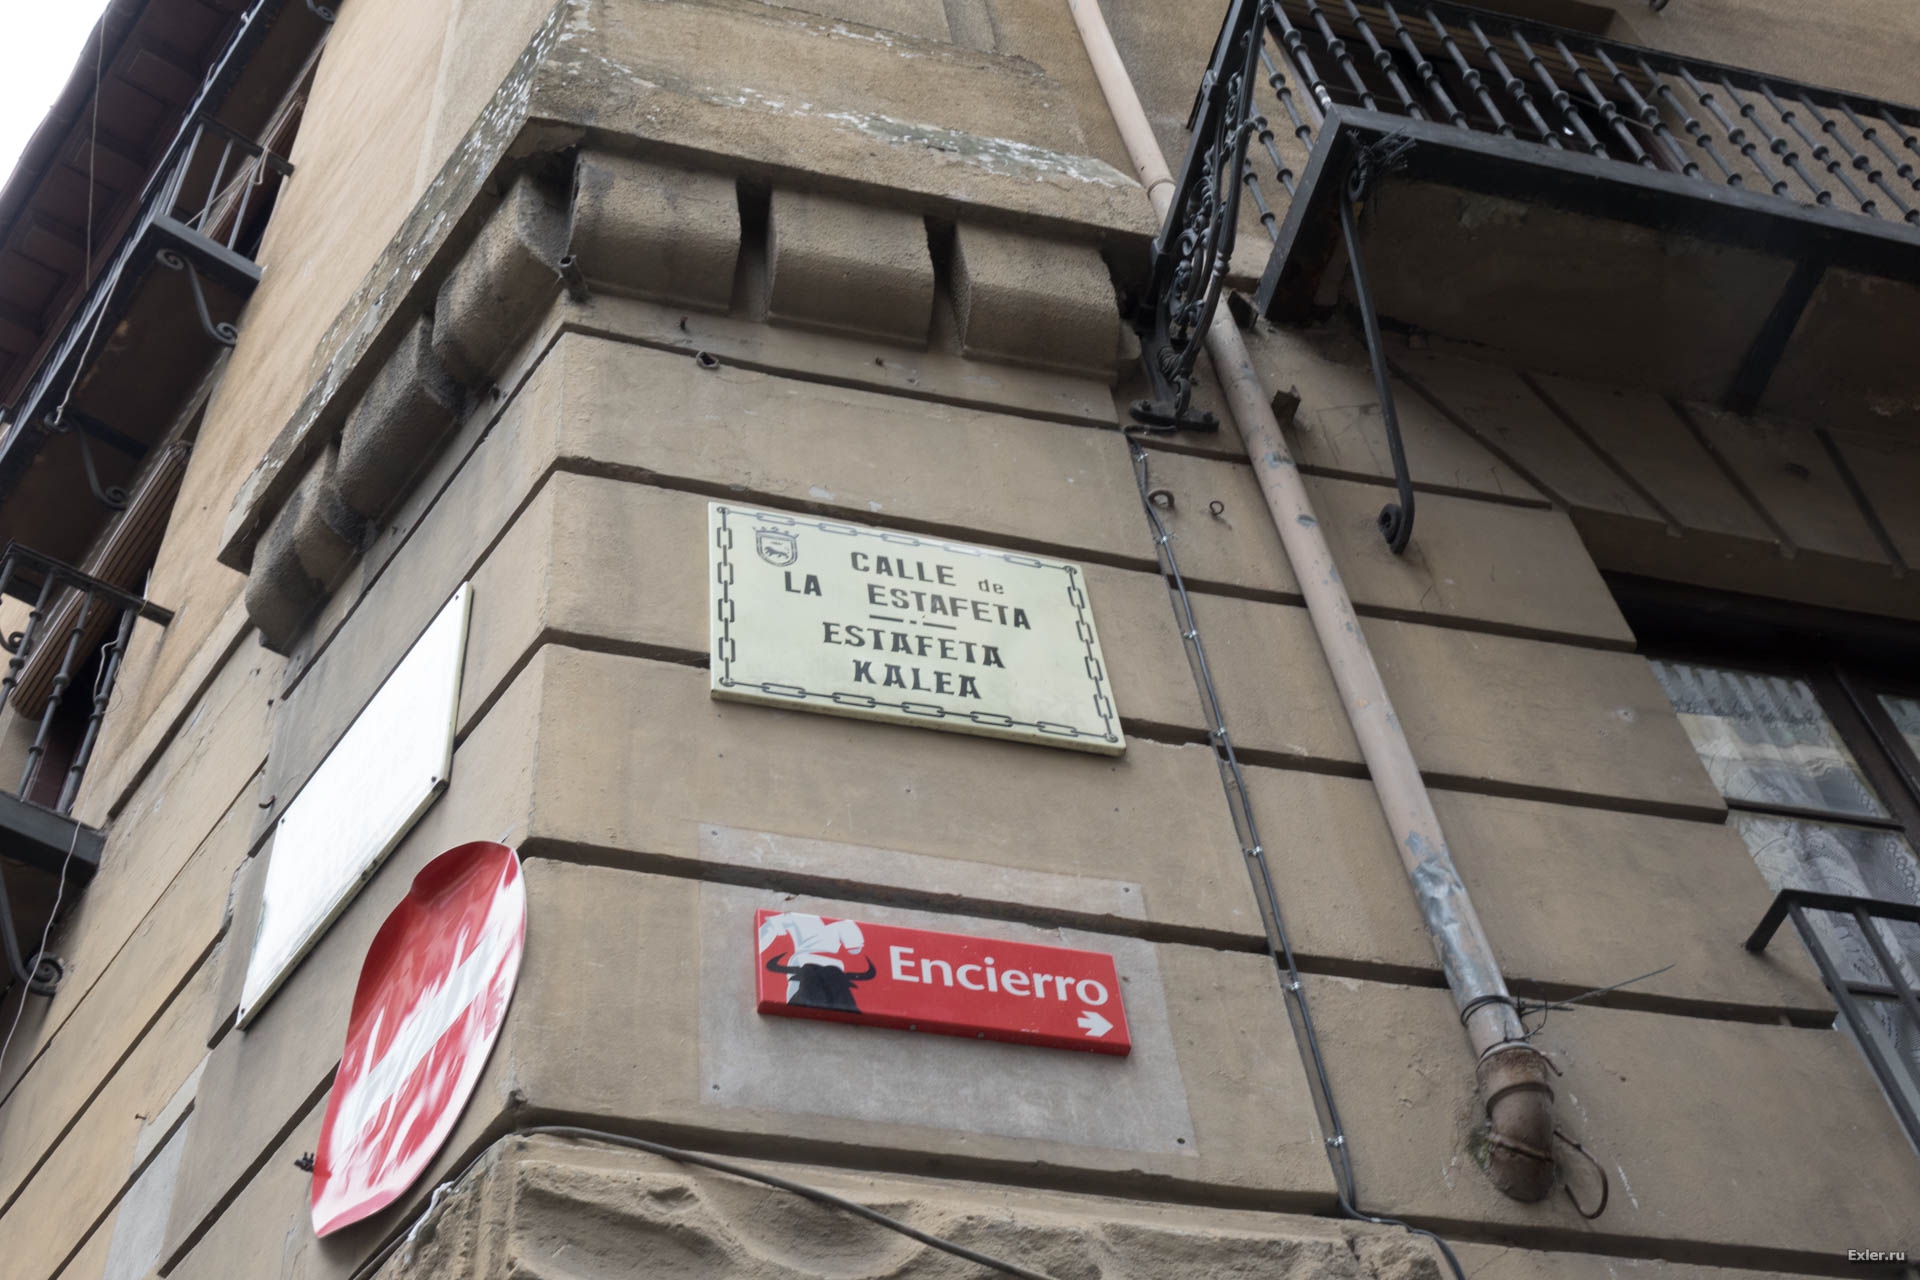 CALLE de
LA ESTAFETA
ESTAFETA
KALEA
Encierro
Exler.ru